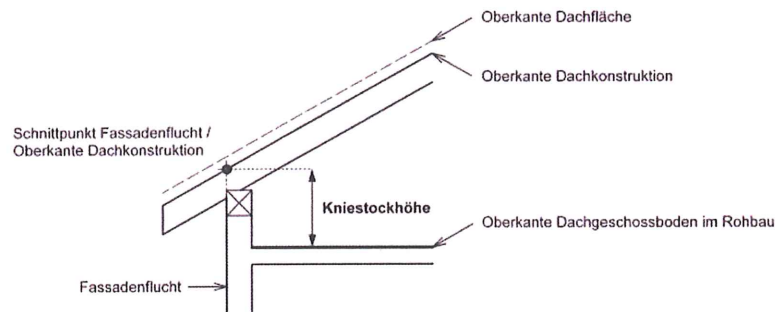 Oberkante Dachfläche
Oberkante Dachkonstruktion
Schnittpunkt Fassadenflucht /
Oberkante Dachkonstruktion
Kniestockhöhe
Oberkante Dachgeschossboden im Rohbau
Fassadenflucht